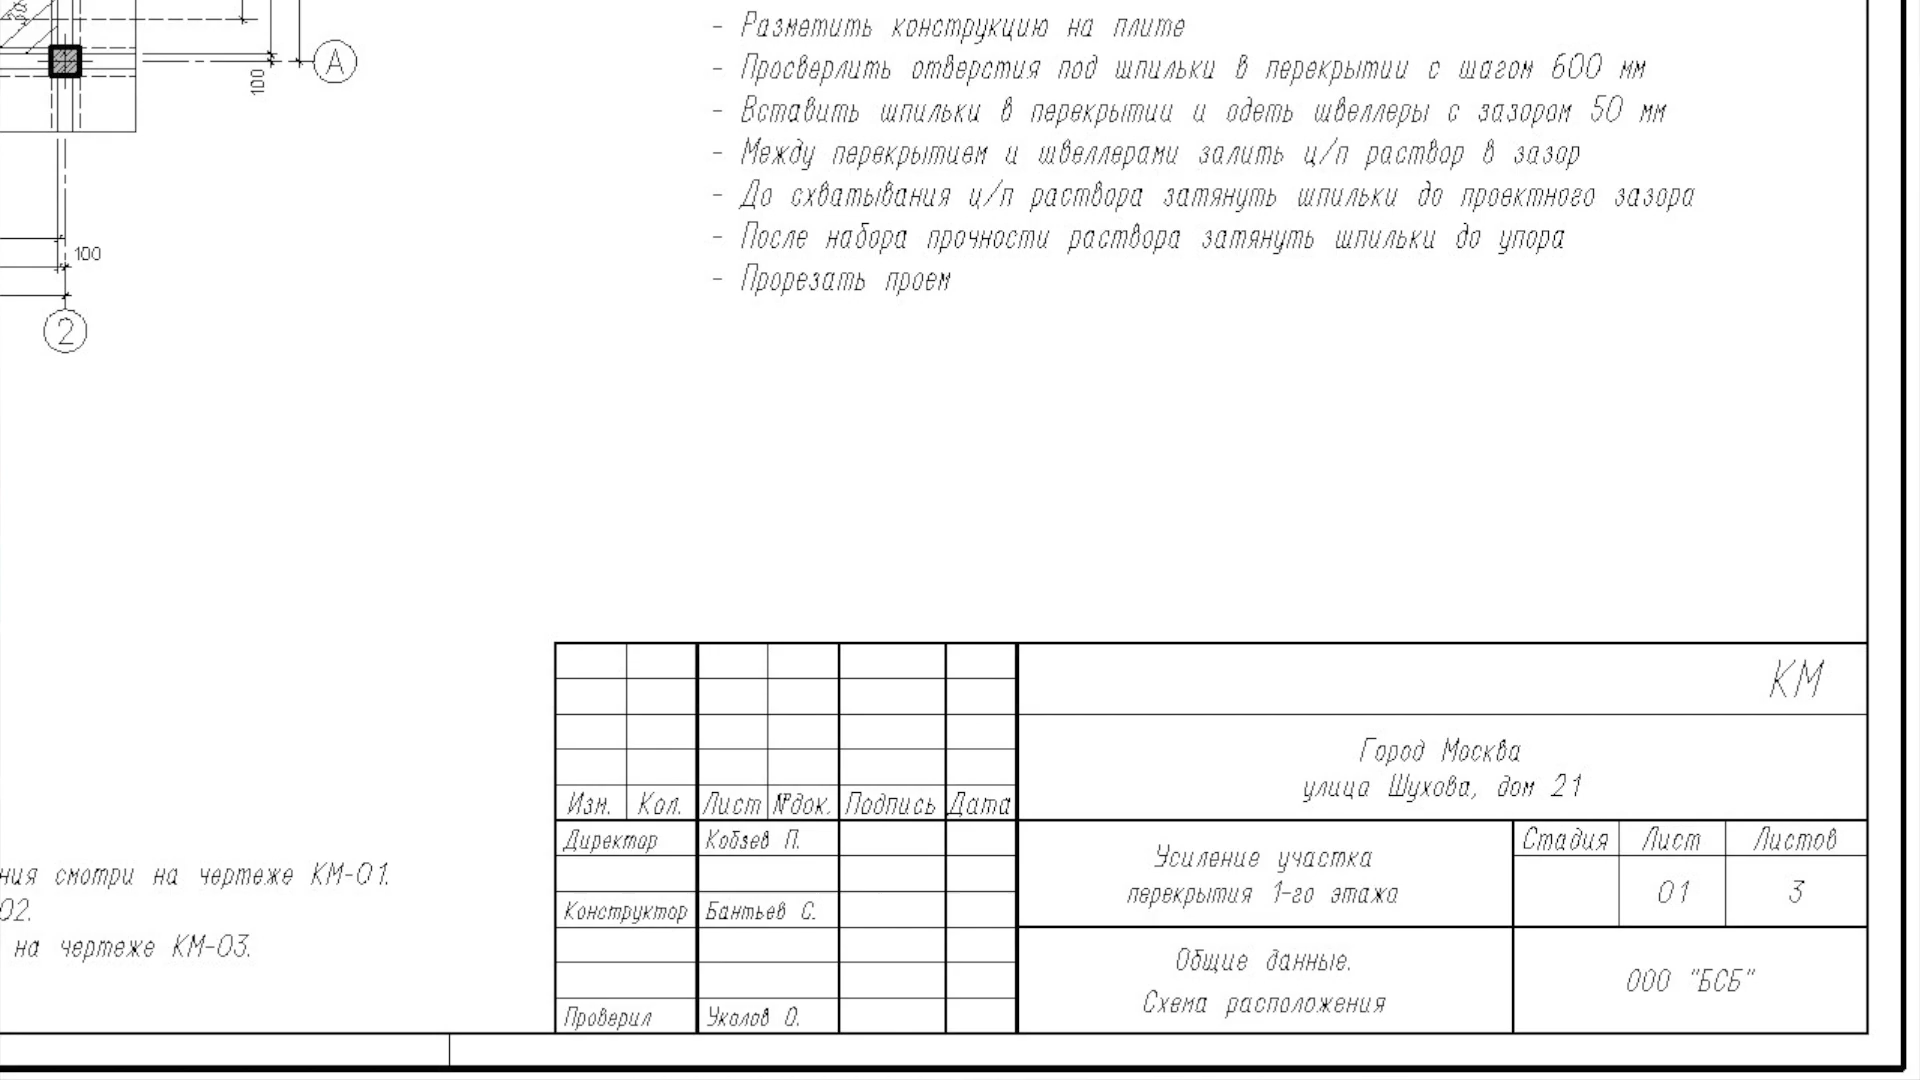 - Разметить конструкцию на плите
- Просверлить отверстия под шпильки в перекрытии с шагом 600 мм
- Вставить шпильки в перекрытии и одеть швеллеры с зазором 50 мм
- Между перекрытием и швеллерами залить ц/п раствор в зазор
- До схватывания ц/п раствора затянуть шпильки до проектного зазора
- После набора прочности раствора затянуть шпильки до упора
- Прорезать проем
А
100
100
2
КМ
Город Москва
улица Шухова, дом 21
Изм. Кол. Лист №док. Подпись Дата
Директор Кобзев П.
Конструктор Бантьев С.
Проверил Уколов О.
Усиление участка
перекрытия 1-го этажа
Стадия Лист Листов
01 3
Общие данные.
Схема расположения
ООО "БСБ"
ния смотри на чертеже КМ-01.
02.
на чертеже КМ-03.